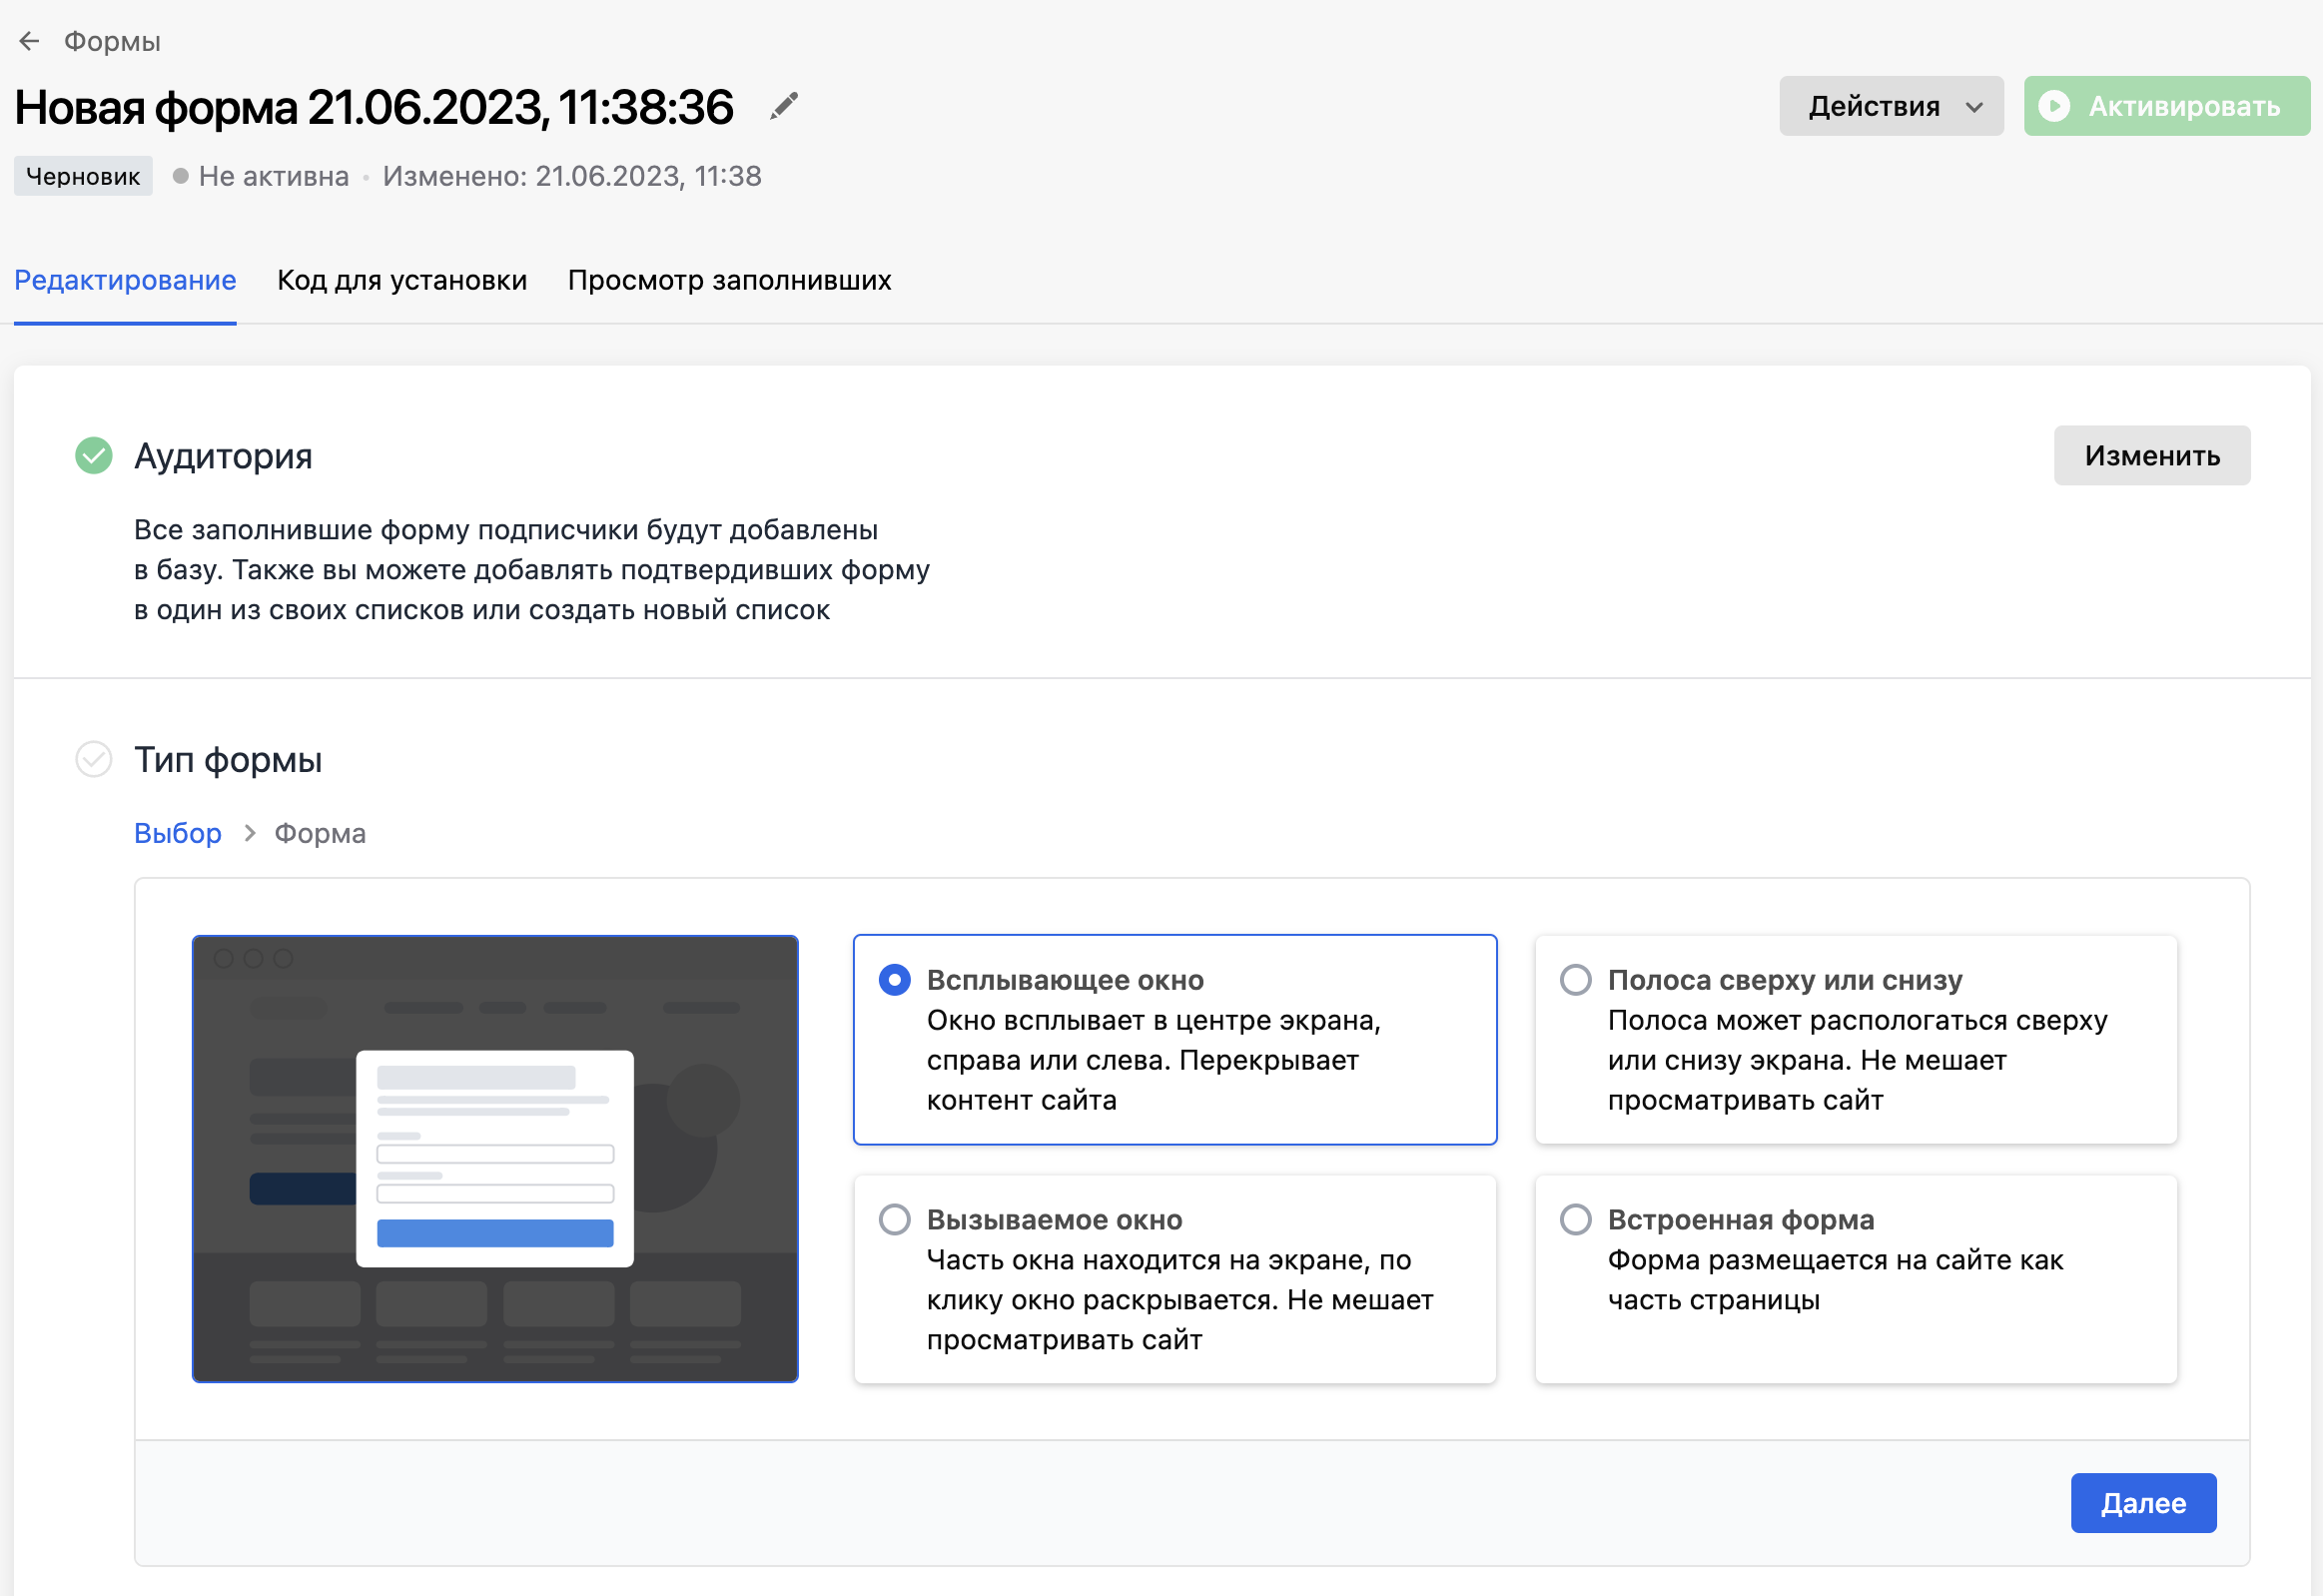 Формы
Новая форма 21.06.2023, 11:38:36
Действия
Активировать
Черновик
Не активна · Изменено: 21.06.2023, 11:38
Редактирование
Код для установки
Просмотр заполнивших
Аудитория
Изменить
Все заполнившие форму подписчики будут добавлены
в базу. Также вы можете добавлять подтвердивших форму
в один из своих списков или создать новый список
Тип формы
Выбор > Форма
Всплывающее окно
Окно всплывает в центре экрана,
справа или слева. Перекрывает
контент сайта
Полоса сверху или снизу
Полоса может распологаться сверху
или снизу экрана. Не мешает
просматривать сайт
Вызываемое окно
Часть окна находится на экране, по
клику окно раскрывается. Не мешает
просматривать сайт
Встроенная форма
Форма размещается на сайте как
часть страницы
Далее